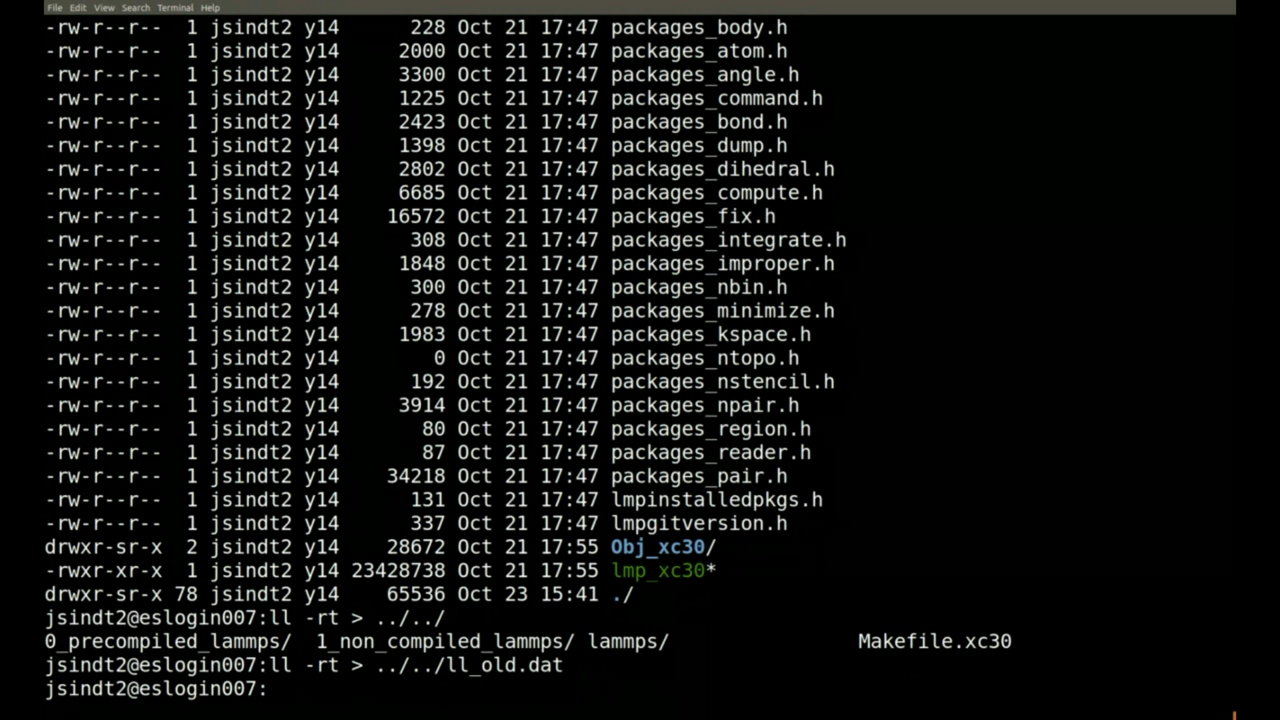 File Edit View Search Terminal Help
-rw-r--r-- 1 jsindt2 y14 228 Oct 21 17:47 packages_body.h
-rw-r--r-- 1 jsindt2 y14 2000 Oct 21 17:47 packages_atom.h
-rw-r--r-- 1 jsindt2 y14 3300 Oct 21 17:47 packages_angle.h
-rw-r--r-- 1 jsindt2 y14 1225 Oct 21 17:47 packages_command.h
-rw-r--r-- 1 jsindt2 y14 2423 Oct 21 17:47 packages_bond.h
-rw-r--r-- 1 jsindt2 y14 1398 Oct 21 17:47 packages_dump.h
-rw-r--r-- 1 jsindt2 y14 2802 Oct 21 17:47 packages_dihedral.h
-rw-r--r-- 1 jsindt2 y14 6685 Oct 21 17:47 packages_compute.h
-rw-r--r-- 1 jsindt2 y14 16572 Oct 21 17:47 packages_fix.h
-rw-r--r-- 1 jsindt2 y14 308 Oct 21 17:47 packages_integrate.h
-rw-r--r-- 1 jsindt2 y14 1848 Oct 21 17:47 packages_improper.h
-rw-r--r-- 1 jsindt2 y14 300 Oct 21 17:47 packages_nbin.h
-rw-r--r-- 1 jsindt2 y14 278 Oct 21 17:47 packages_minimize.h
-rw-r--r-- 1 jsindt2 y14 1983 Oct 21 17:47 packages_kspace.h
-rw-r--r-- 1 jsindt2 y14 0 Oct 21 17:47 packages_ntopo.h
-rw-r--r-- 1 jsindt2 y14 192 Oct 21 17:47 packages_nstencil.h
-rw-r--r-- 1 jsindt2 y14 3914 Oct 21 17:47 packages_npair.h
-rw-r--r-- 1 jsindt2 y14 80 Oct 21 17:47 packages_region.h
-rw-r--r-- 1 jsindt2 y14 87 Oct 21 17:47 packages_reader.h
-rw-r--r-- 1 jsindt2 y14 34218 Oct 21 17:47 packages_pair.h
-rw-r--r-- 1 jsindt2 y14 131 Oct 21 17:47 lmpinstalledpkgs.h
-rw-r--r-- 1 jsindt2 y14 337 Oct 21 17:47 lmpgitversion.h
drwxr-sr-x 2 jsindt2 y14 28672 Oct 21 17:55 Obj_xc30/
-rwxr-xr-x 1 jsindt2 y14 23428738 Oct 21 17:55 lmp_xc30*
drwxr-sr-x 78 jsindt2 y14 65536 Oct 23 15:41 ./
jsindt2@eslogin007:ll -rt > ../../
0_precompiled_lammps/ 1_non_compiled_lammps/ lammps/ Makefile.xc30
jsindt2@eslogin007:ll -rt > ../../ll_old.dat
jsindt2@eslogin007: